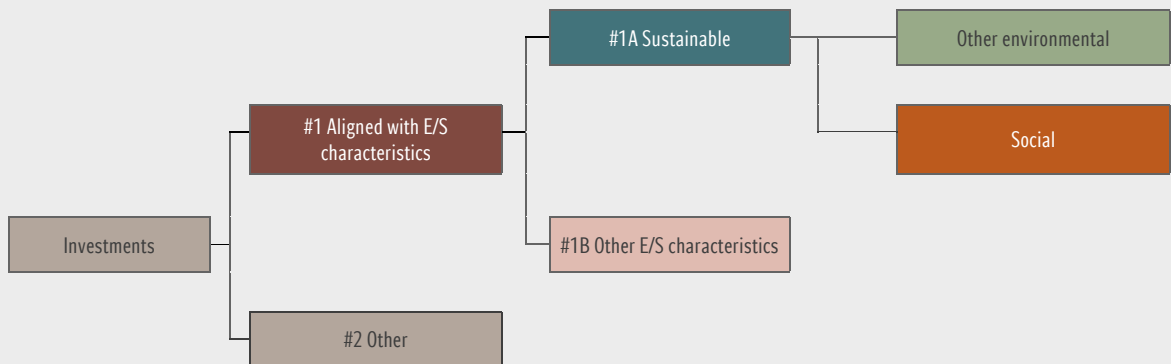 #1A Sustainable
Other environmental
#1 Aligned with E/S
characteristics
Social
Investments
#1B Other E/S characteristics
#2 Other